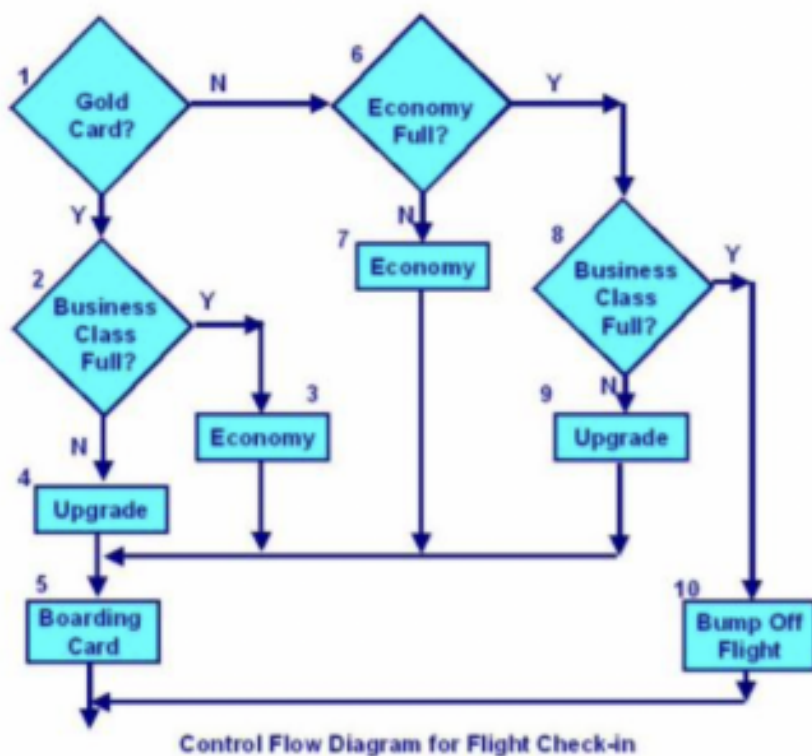 1
Gold
Card?
N
6
Economy
Full?
Y
Y
N
7
Economy
8
Business
Class
Full?
Y
2
Business
Class
Full?
Y
3
Economy
N
9
Upgrade
N
4
Upgrade
5
Boarding
Card
10
Bump Off
Flight
Control Flow Diagram for Flight Check-in